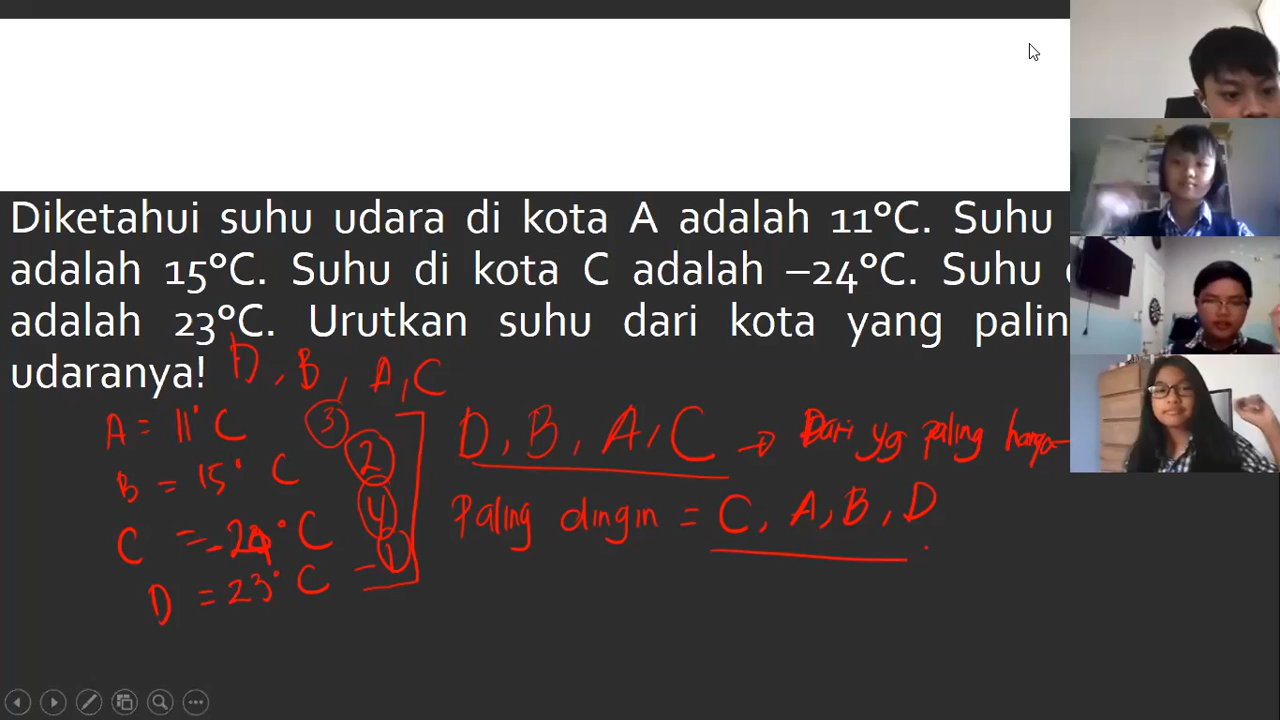 Diketahui suhu udara di kota A adalah 11°C. Suhu
adalah 15°C. Suhu di kota C adalah –24°C. Suhu
adalah 23°C. Urutkan suhu dari kota yang palin
udaranya! D, B, A, C
A = 11°C ③
B = 15°C ②
C = -24°C ④
D = 23°C - ①
D, B, A, C → Dari yg paling
Paling dingin = C, A, B, D